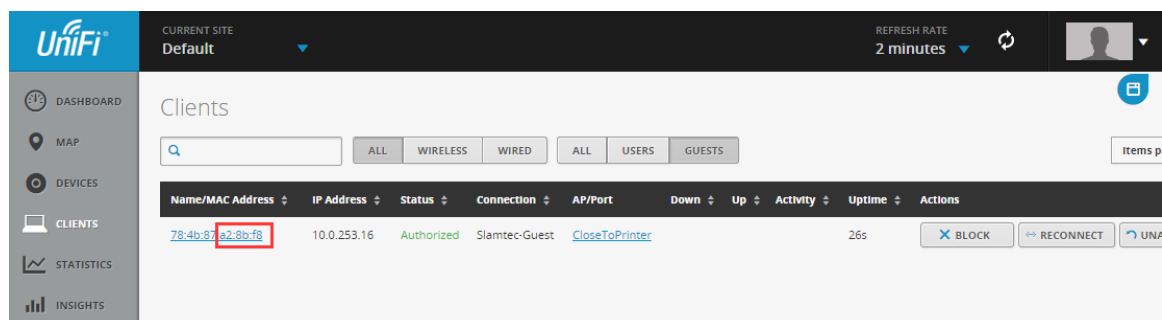 UniFi
CURRENT SITE
Default
REFRESH RATE
2 minutes
DASHBOARD
MAP
DEVICES
CLIENTS
STATISTICS
INSIGHTS
Clients
ALL WIRELESS WIRED ALL USERS GUESTS Items p
Name/MAC Address IP Address Status Connection AP/Port Down Up Activity Uptime Actions
78:4b:87:a2:8b:f8 10.0.253.16 Authorized Slamtec-Guest CloseToPrinter 26s BLOCK RECONNECT UNA